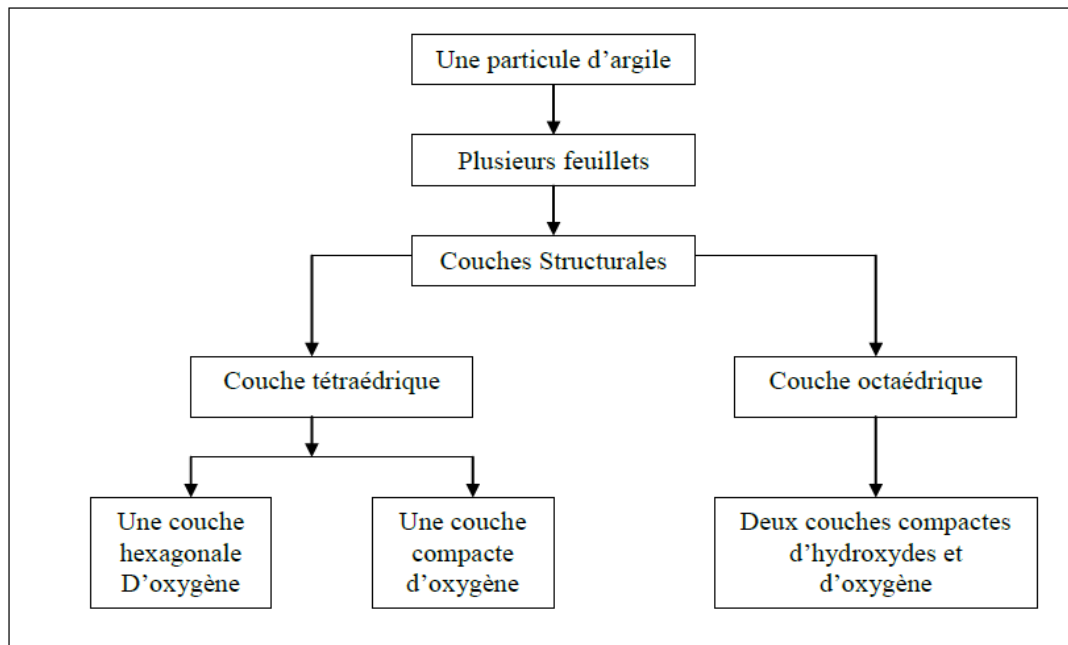 Une particule d'argile
Plusieurs feuillets
Couches Structurales
Couche tétraédrique
Couche octaédrique
Une couche
hexagonale
D'oxygène
Une couche
compacte
d'oxygène
Deux couches compactes
d'hydroxydes et
d'oxygène